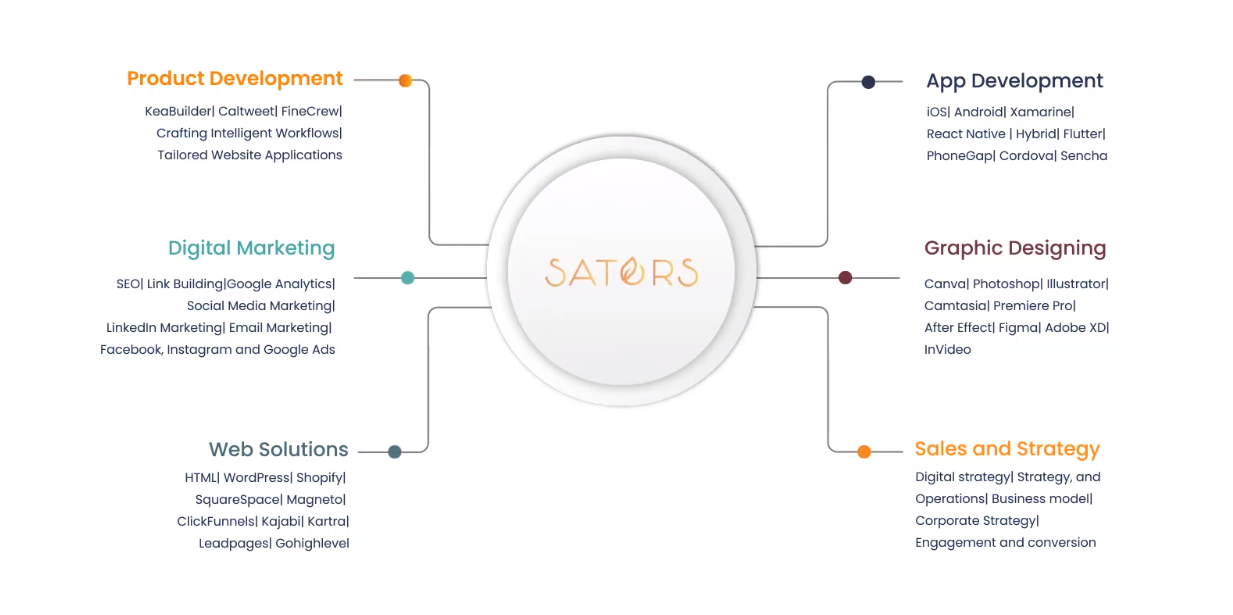 Product Development
KeaBuilder| Caltweet| FineCrew|
Crafting Intelligent Workflows|
Tailored Website Applications
Digital Marketing
SEO| Link Building|Google Analytics|
Social Media Marketing|
LinkedIn Marketing| Email Marketing|
Facebook, Instagram and Google Ads
Web Solutions
HTML| WordPress| Shopify|
SquareSpace| Magneto|
ClickFunnels| Kajabi| Kartra|
Leadpages| Gohighlevel
SATORS
App Development
iOS| Android| Xamarine|
React Native | Hybrid| Flutter|
PhoneGap| Cordova| Sencha
Graphic Designing
Canva| Photoshop| Illustrator|
Camtasia| Premiere Pro|
After Effect| Figma| Adobe XD|
InVideo
Sales and Strategy
Digital strategy| Strategy, and
Operations| Business model|
Corporate Strategy|
Engagement and conversion